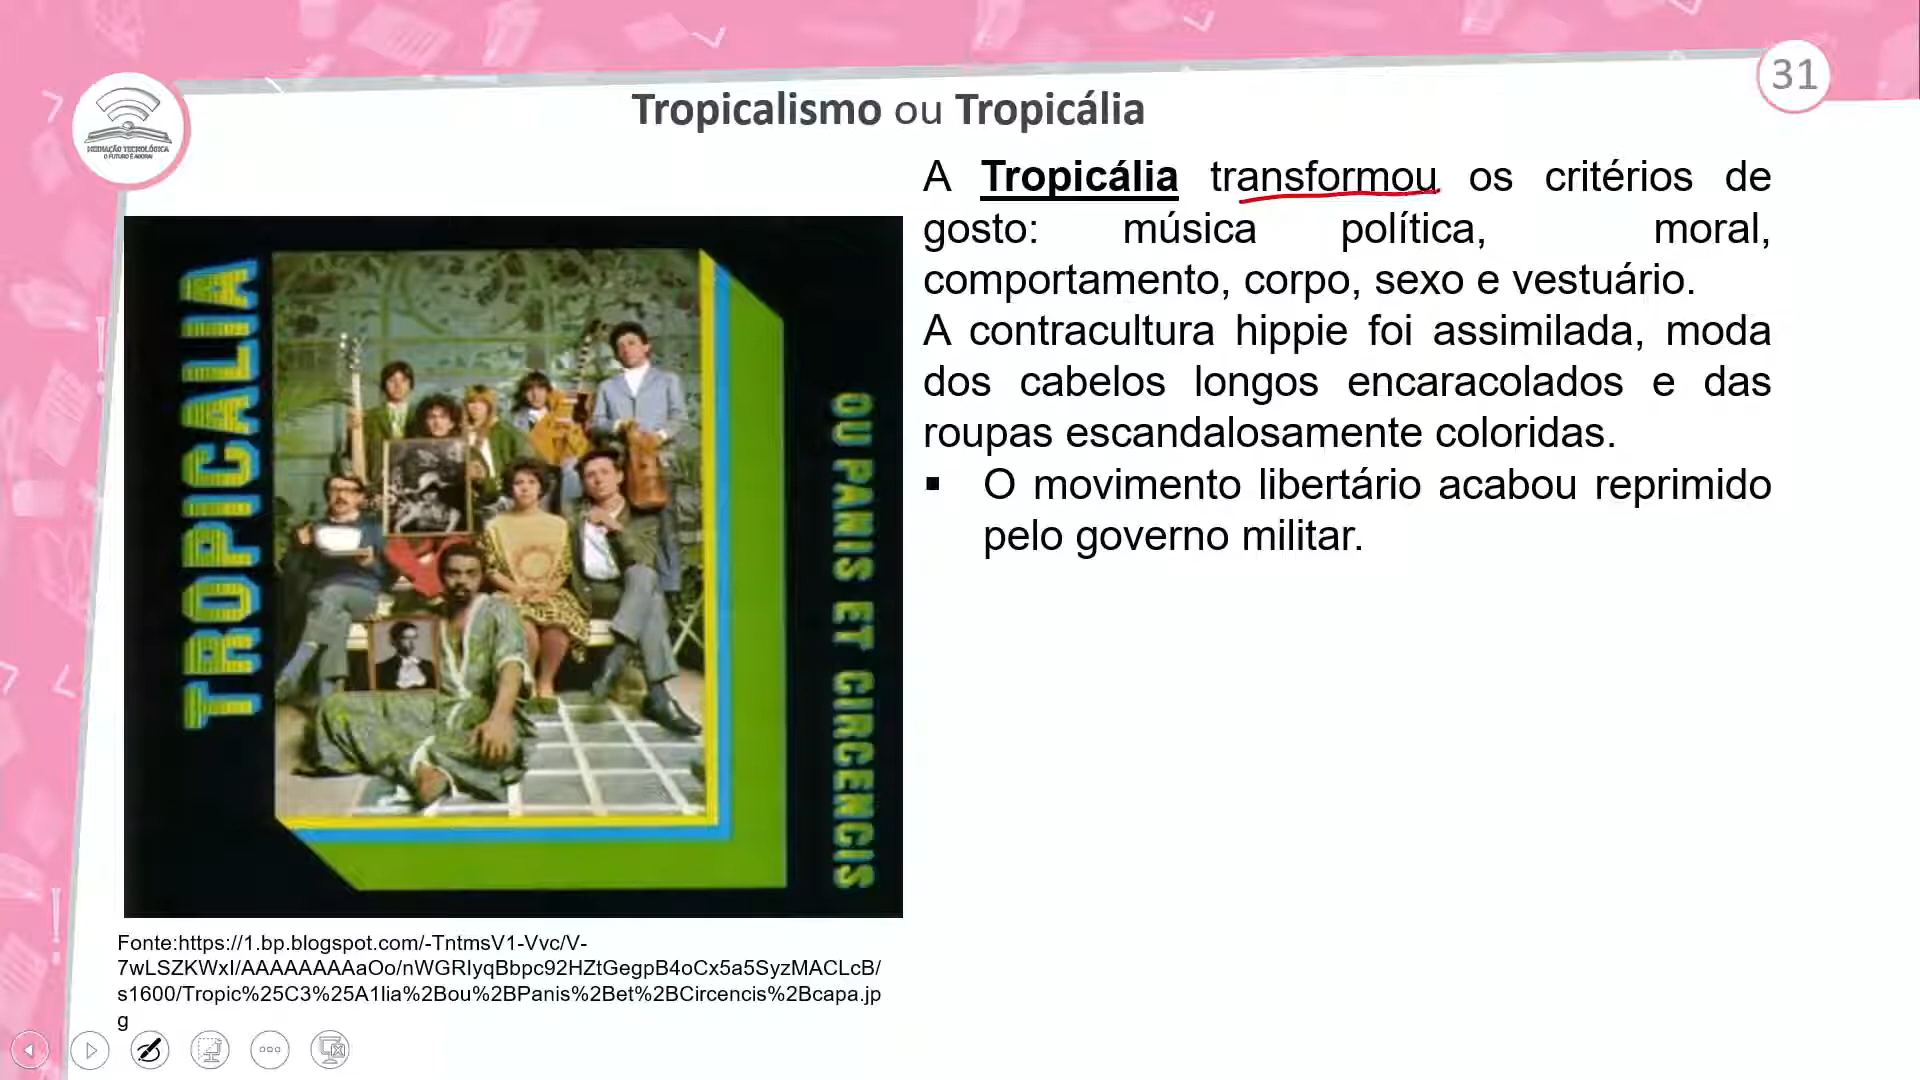 31
MEDIAÇÃO TECNOLÓGICA
O FUTURO É AGORA!
Tropicalismo ou Tropicália
A Tropicália transformou os critérios de
gosto: música política, moral,
comportamento, corpo, sexo e vestuário.
A contracultura hippie foi assimilada, moda
dos cabelos longos encaracolados e das
roupas escandalosamente coloridas.
▪ O movimento libertário acabou reprimido
pelo governo militar.
TROPICALIA
OU PANIS ET CIRCENCIS
Fonte:https://1.bp.blogspot.com/-TntmsV1-Vvc/V-
7wLSZKWxI/AAAAAAAAaOo/nWGRIyqBbpc92HZtGegpB4oCx5a5SyzMACLcB/
s1600/Tropic%25C3%25A1lia%2Bou%2BPanis%2Bet%2BCircencis%2Bcapa.jp
g